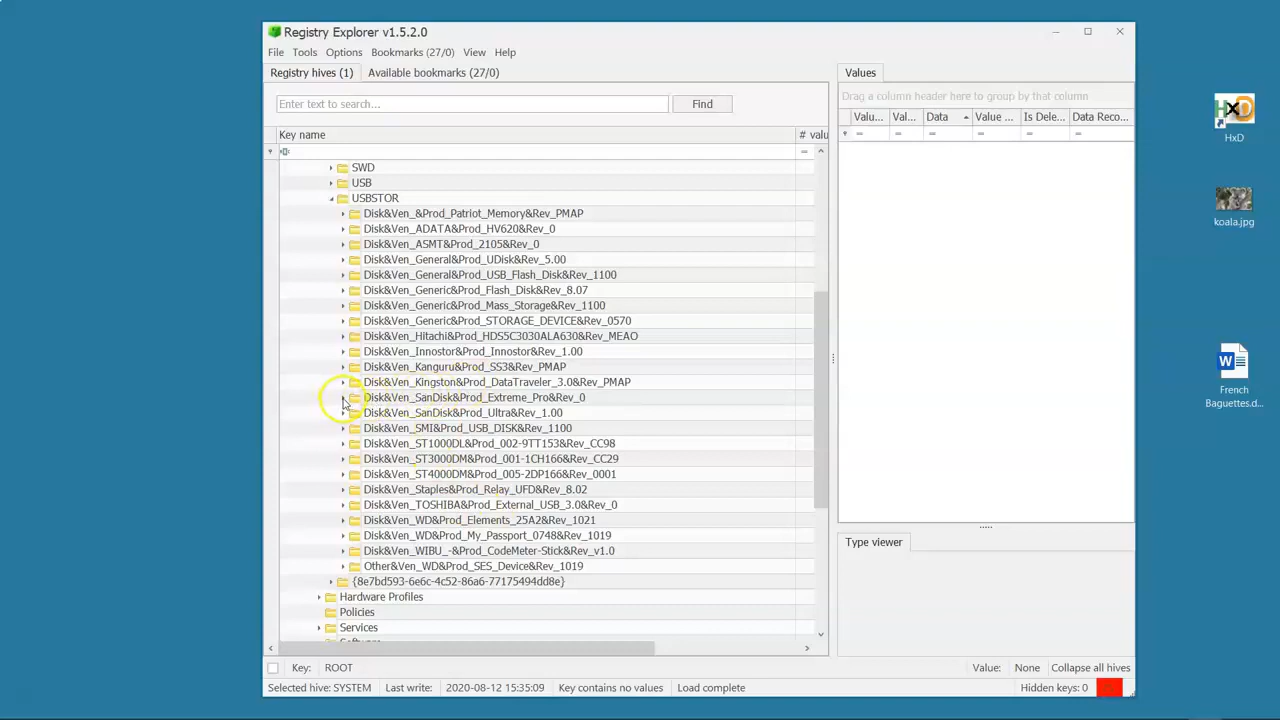 Registry Explorer v1.5.2.0
File Tools Options Bookmarks (27/0) View Help
Registry hives (1) Available bookmarks (27/0)
Enter text to search... Find
Key name # valu
= =
SWD
USB
USBSTOR
Disk&Ven_&Prod_Patriot_Memory&Rev_PMAP
Disk&Ven_ADATA&Prod_HV620&Rev_0
Disk&Ven_ASMT&Prod_2105&Rev_0
Disk&Ven_General&Prod_UDisk&Rev_5.00
Disk&Ven_General&Prod_USB_Flash_Disk&Rev_1100
Disk&Ven_Generic&Prod_Flash_Disk&Rev_8.07
Disk&Ven_Generic&Prod_Mass_Storage&Rev_1100
Disk&Ven_Generic&Prod_STORAGE_DEVICE&Rev_0570
Disk&Ven_Hitachi&Prod_HDS5C3030ALA630&Rev_MEAO
Disk&Ven_Innostor&Prod_Innostor&Rev_1.00
Disk&Ven_Kanguru&Prod_SS3&Rev_PMAP
Disk&Ven_Kingston&Prod_DataTraveler_3.0&Rev_PMAP
Disk&Ven_SanDisk&Prod_Extreme_Pro&Rev_0
Disk&Ven_SanDisk&Prod_Ultra&Rev_1.00
Disk&Ven_SMI&Prod_USB_DISK&Rev_1100
Disk&Ven_ST1000DL&Prod_002-9TT153&Rev_CC98
Disk&Ven_ST3000DM&Prod_001-1CH166&Rev_CC29
Disk&Ven_ST4000DM&Prod_005-2DP166&Rev_0001
Disk&Ven_Staples&Prod_Relay_UFD&Rev_8.02
Disk&Ven_TOSHIBA&Prod_External_USB_3.0&Rev_0
Disk&Ven_WD&Prod_Elements_25A2&Rev_1021
Disk&Ven_WD&Prod_My_Passport_0748&Rev_1019
Disk&Ven_WIBU_-&Prod_CodeMeter-Stick&Rev_v1.0
Other&Ven_WD&Prod_SES_Device&Rev_1019
{8e7bd593-6e6c-4c52-86a6-77175494dd8e}
Hardware Profiles
Policies
Services
Software
Values
Drag a column header here to group by that column
Valu... Val... Data Value ... Is Dele... Data Reco...
= = = = = =
Type viewer
Key: ROOT Value: None Collapse all hives
Selected hive: SYSTEM Last write: 2020-08-12 15:35:09 Key contains no values Load complete Hidden keys: 0
HxD
HxD
koala.jpg
W
French
Baguettes.d...